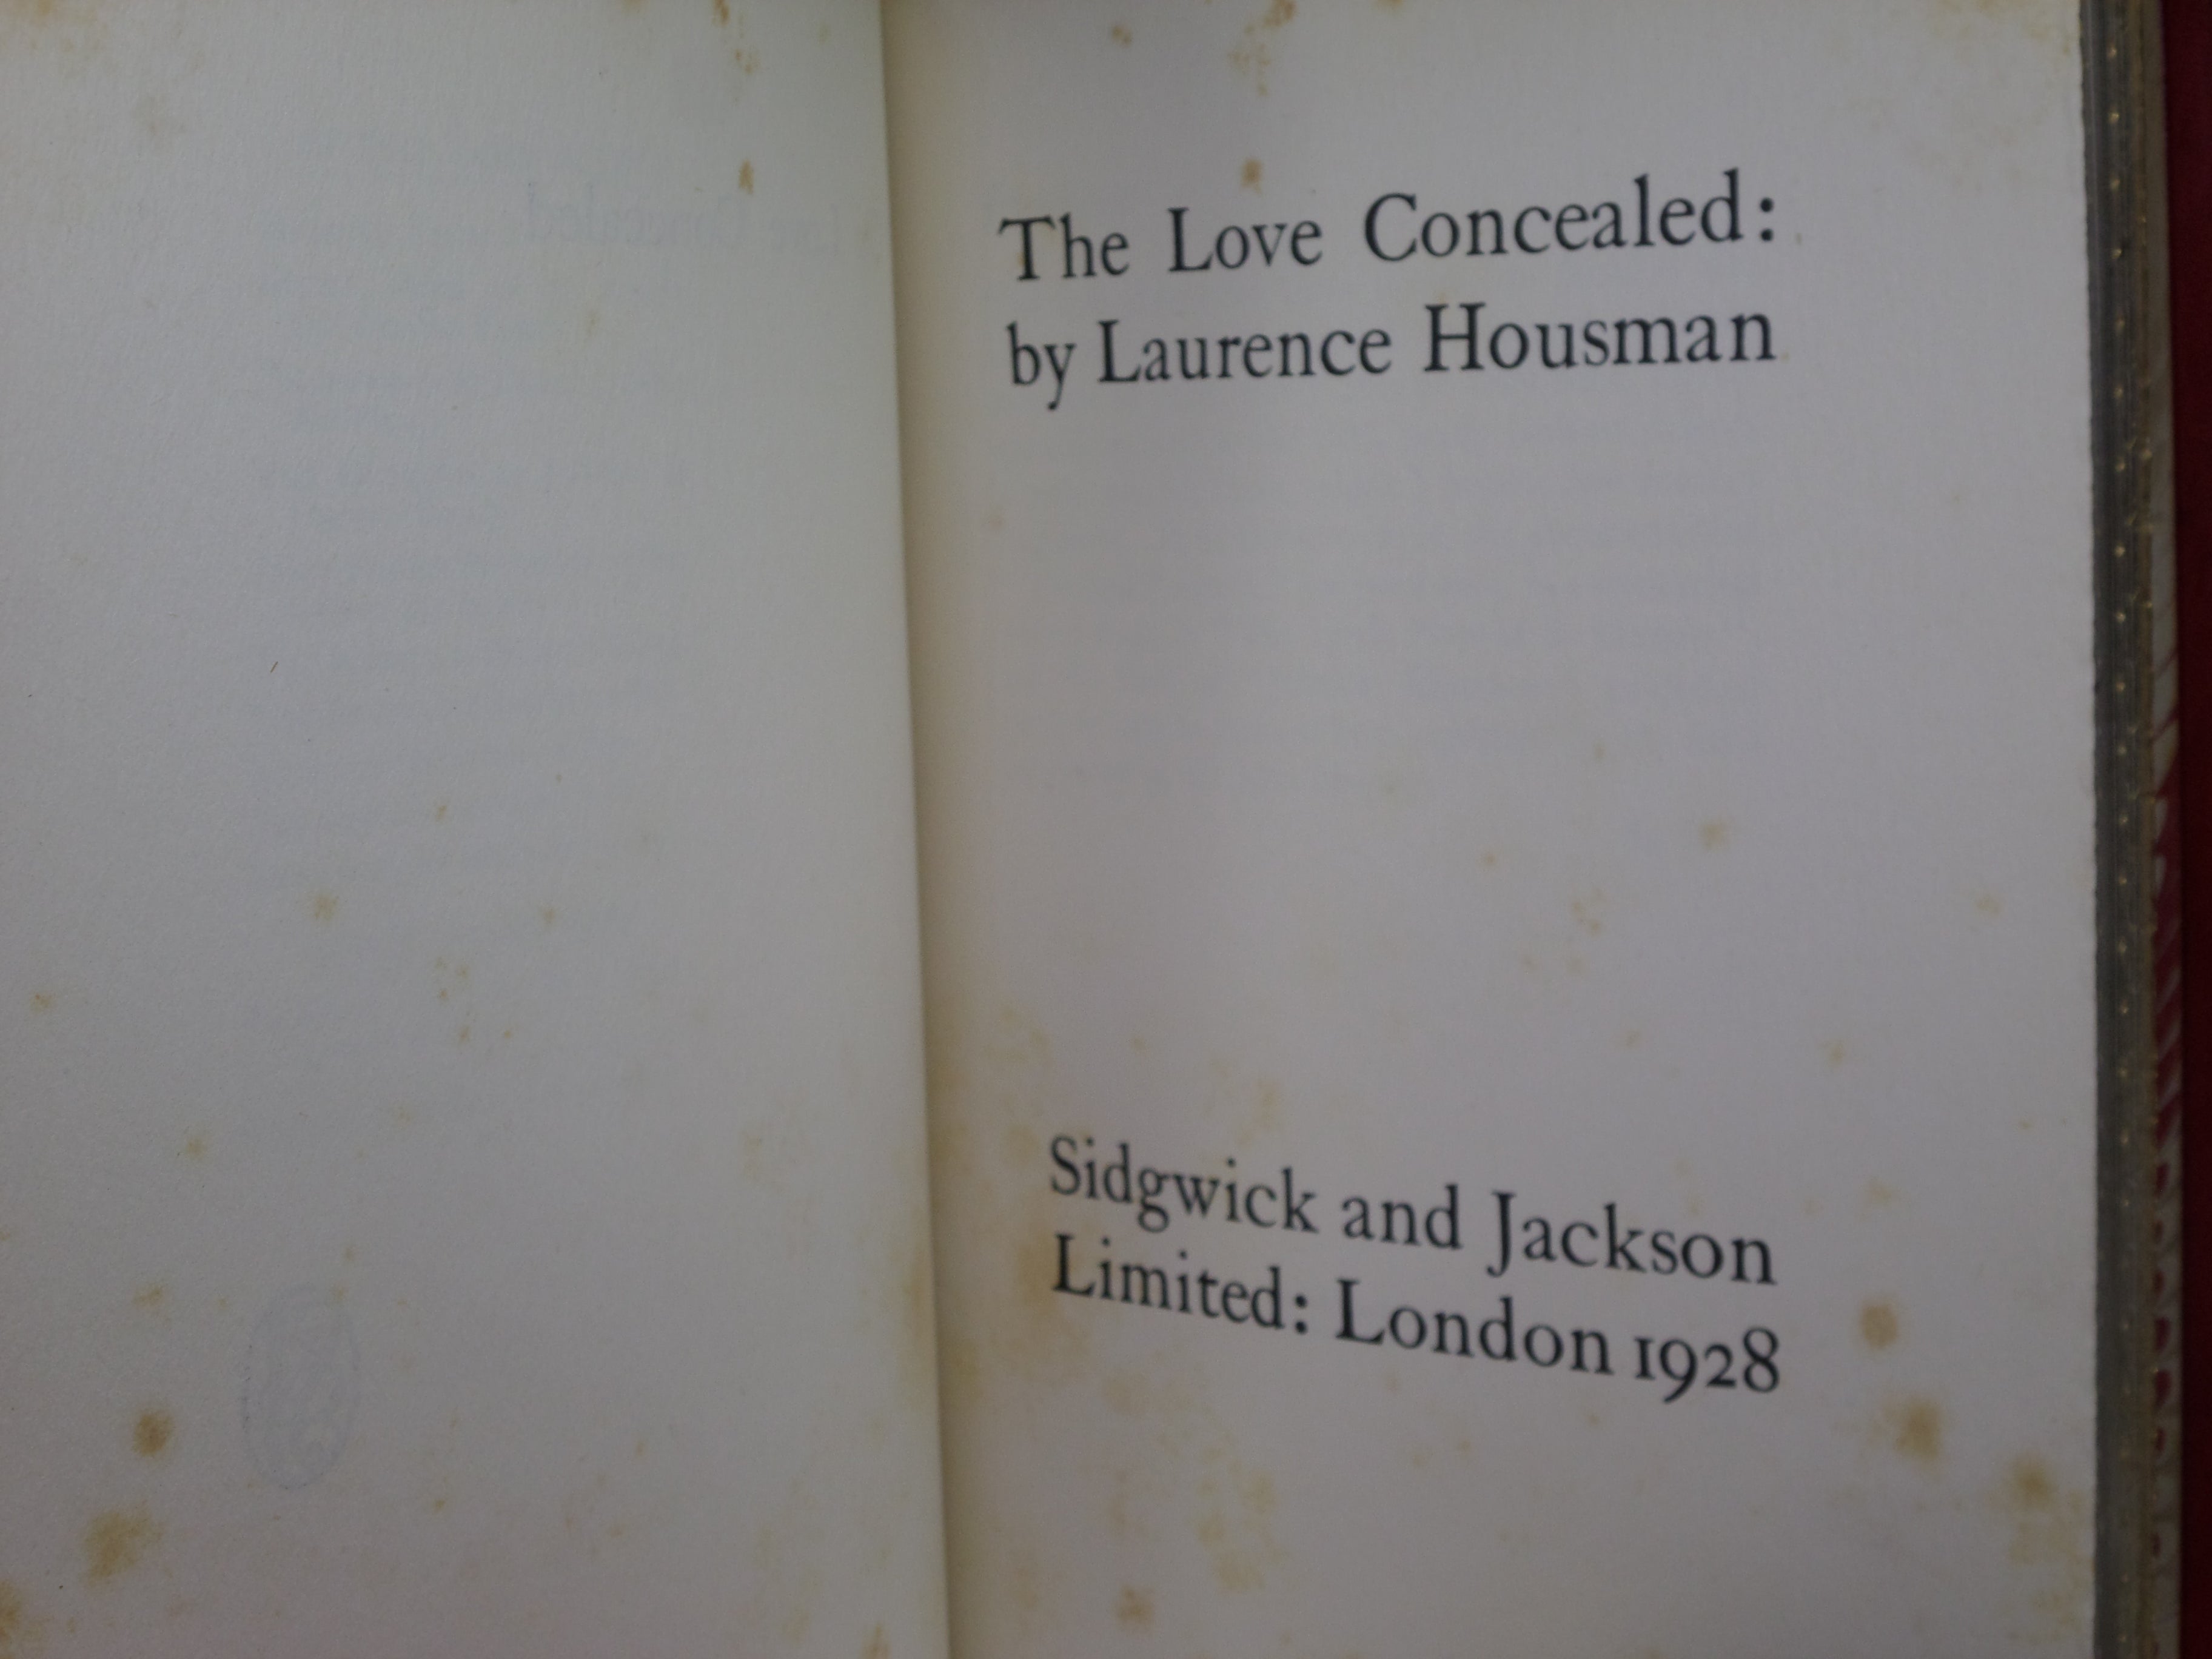 The Love Concealed:
by Laurence Housman
Sidgwick and Jackson
Limited: London 1928